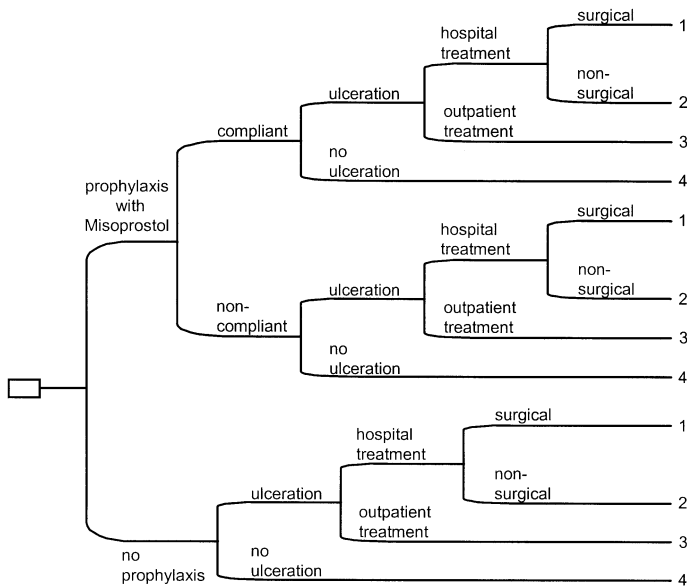 surgical 1
hospital
treatment
non-
surgical 2
ulceration
outpatient
treatment 3
compliant
no
ulceration 4
prophylaxis
with
Misoprostol
surgical 1
hospital
treatment
non-
surgical 2
ulceration
outpatient
treatment 3
non-
compliant
no
ulceration 4
surgical 1
hospital
treatment
non-
surgical 2
ulceration
outpatient
treatment 3
no
prophylaxis
no
ulceration 4